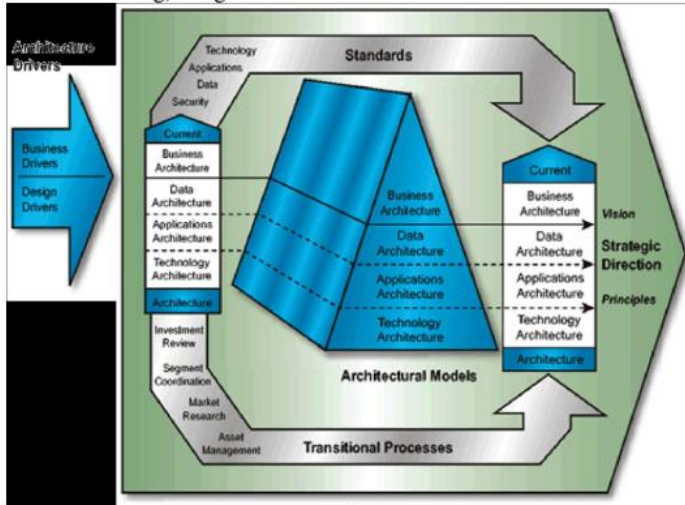 Architecture
Drivers
Business
Drivers
Design
Drivers
Technology
Applications
Data
Security
Standards
Current
Business
Architecture
Data
Architecture
Applications
Architecture
Technology
Architecture
Architecture
Investment
Review
Segment
Coordination
Market
Research
Asset
Management
Transitional Processes
Business
Architecture
Data
Architecture
Applications
Architecture
Technology
Architecture
Architectural Models
Current
Business
Architecture
Data
Architecture
Applications
Architecture
Technology
Architecture
Architecture
Vision
Strategic
Direction
Principles